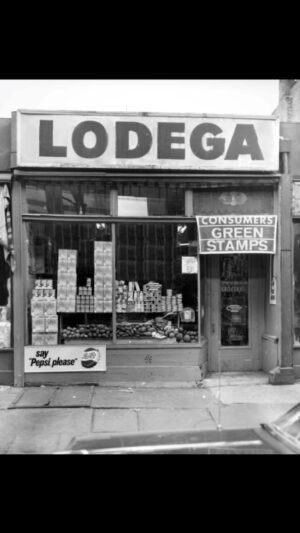 LODEGA
CONSUMERS
GREEN
STAMPS
say
"Pepsi, please"